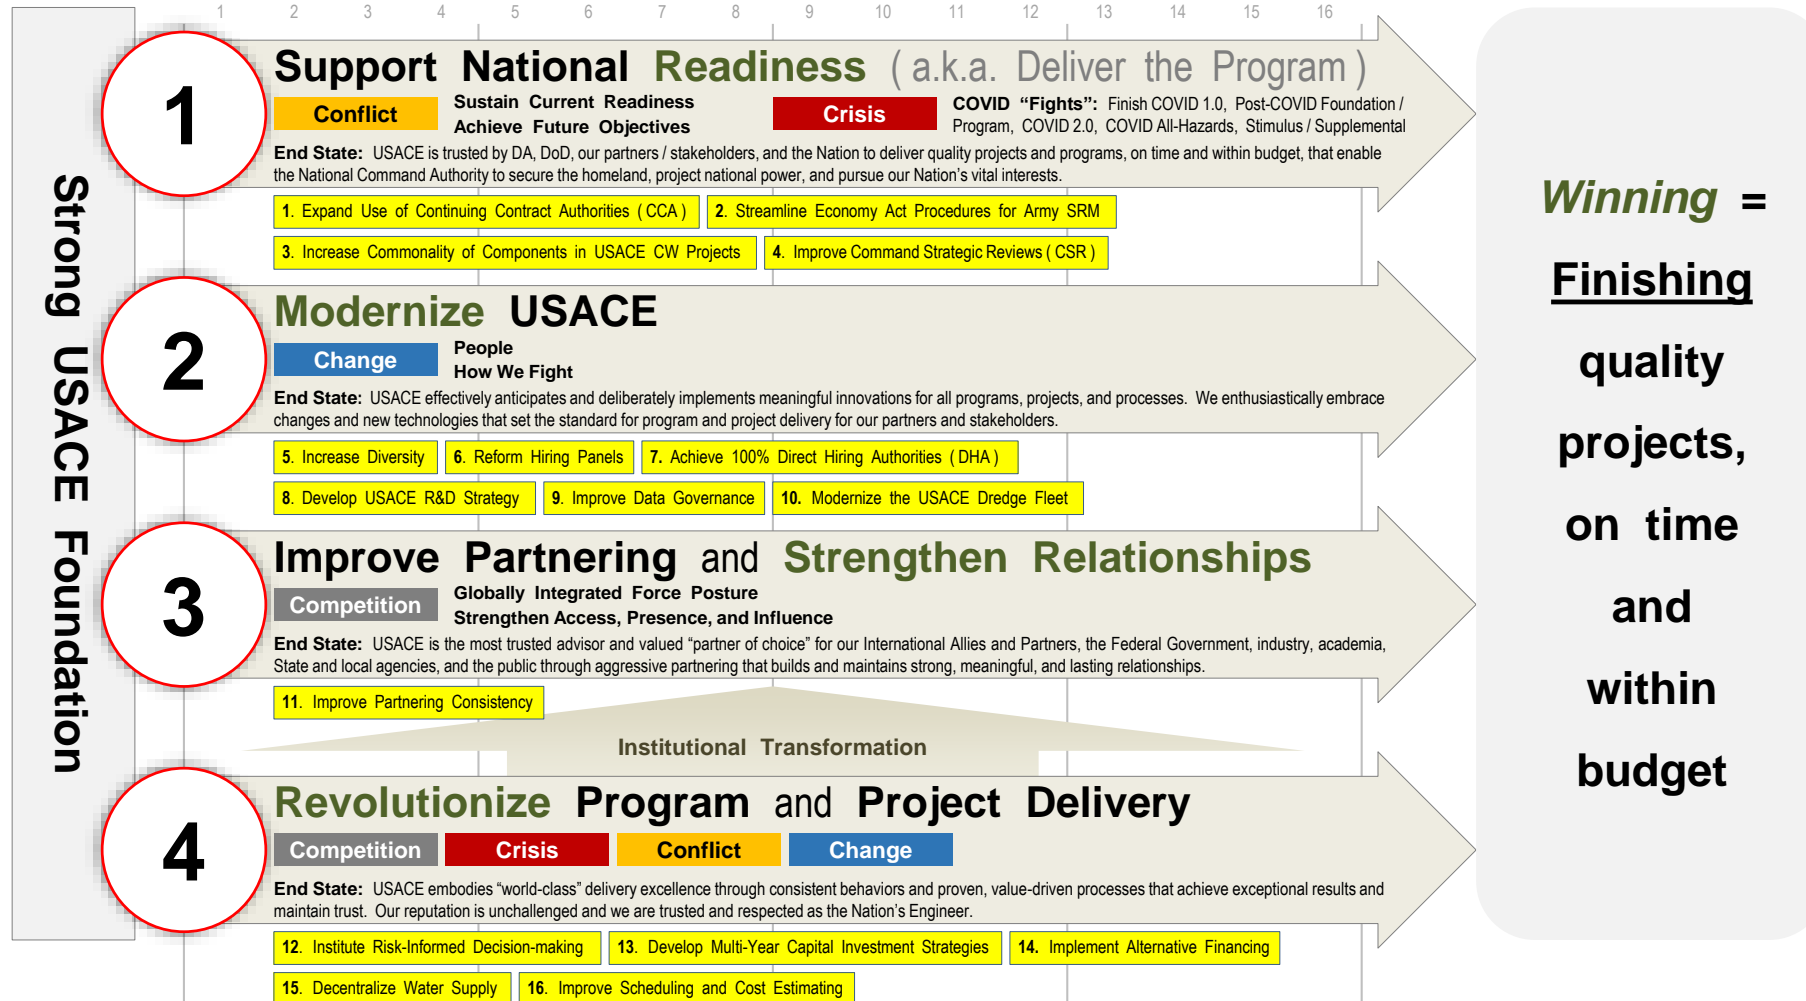 1 2 3 4 5 6 7 8 9 10 11 12 13 14 15 16
Strong USACE Foundation
1
Support National Readiness ( a.k.a. Deliver the Program )
Conflict
Sustain Current Readiness
Achieve Future Objectives
Crisis
COVID “Fights”: Finish COVID 1.0, Post-COVID Foundation /
Program, COVID 2.0, COVID All-Hazards, Stimulus / Supplemental
End State: USACE is trusted by DA, DoD, our partners / stakeholders, and the Nation to deliver quality projects and programs, on time and within budget, that enable
the National Command Authority to secure the homeland, project national power, and pursue our Nation’s vital interests.
1. Expand Use of Continuing Contract Authorities ( CCA )
2. Streamline Economy Act Procedures for Army SRM
3. Increase Commonality of Components in USACE CW Projects
4. Improve Command Strategic Reviews ( CSR )
2
Modernize USACE
Change
People
How We Fight
End State: USACE effectively anticipates and deliberately implements meaningful innovations for all programs, projects, and processes. We enthusiastically embrace
changes and new technologies that set the standard for program and project delivery for our partners and stakeholders.
5. Increase Diversity
6. Reform Hiring Panels
7. Achieve 100% Direct Hiring Authorities ( DHA )
8. Develop USACE R&D Strategy
9. Improve Data Governance
10. Modernize the USACE Dredge Fleet
3
Improve Partnering and Strengthen Relationships
Competition
Globally Integrated Force Posture
Strengthen Access, Presence, and Influence
End State: USACE is the most trusted advisor and valued “partner of choice” for our International Allies and Partners, the Federal Government, industry, academia,
State and local agencies, and the public through aggressive partnering that builds and maintains strong, meaningful, and lasting relationships.
11. Improve Partnering Consistency
Institutional Transformation
4
Revolutionize Program and Project Delivery
Competition
Crisis
Conflict
Change
End State: USACE embodies “world-class” delivery excellence through consistent behaviors and proven, value-driven processes that achieve exceptional results and
maintain trust. Our reputation is unchallenged and we are trusted and respected as the Nation’s Engineer.
12. Institute Risk-Informed Decision-making
13. Develop Multi-Year Capital Investment Strategies
14. Implement Alternative Financing
15. Decentralize Water Supply
16. Improve Scheduling and Cost Estimating
Winning =
Finishing
quality
projects,
on time
and
within
budget